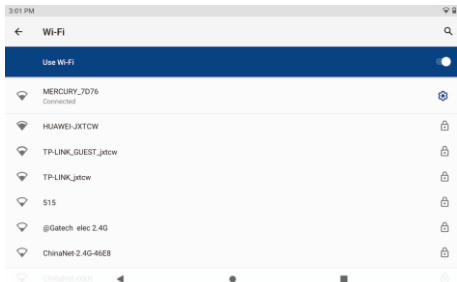 3:01 PM
Wi-Fi
Use Wi-Fi
MERCURY_7D76
Connected
HUAWEI-JXTCW
TP-LINK_GUEST_jxtcw
TP-LINK_jxtcw
515
@Gatech elec 2.4G
ChinaNet-2.4G-46E8